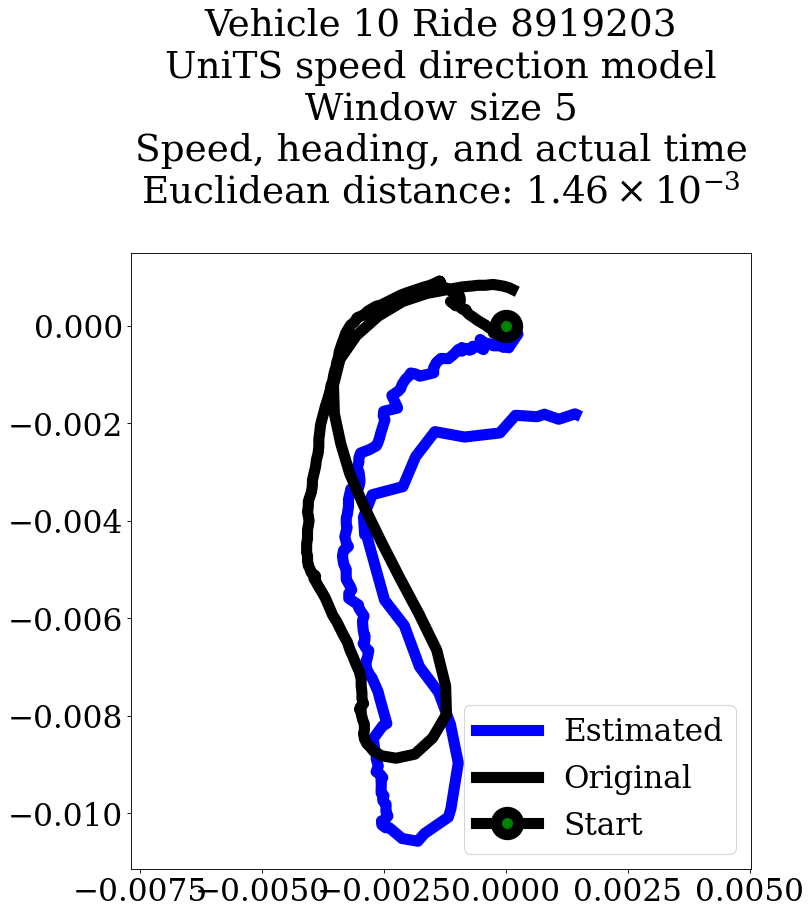 Vehicle 10 Ride 8919203
UniTS speed direction model
Window size 5
Speed, heading, and actual time
Euclidean distance: 1.46 × 10⁻³
0.000
−0.002
−0.004
−0.006
−0.008
−0.010
Estimated
Original
Start
−0.0075 −0.0050 −0.0025 0.0000 0.0025 0.0050